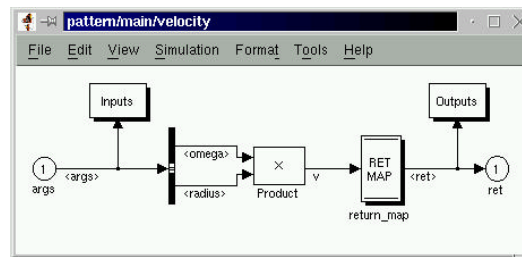 pattern/main/velocity
File Edit View Simulation Format Tools Help
Inputs
Outputs
<omega>
1
×
RET
MAP
1
<args>
v
<ret>
args
<radius>
Product
ret
return_map